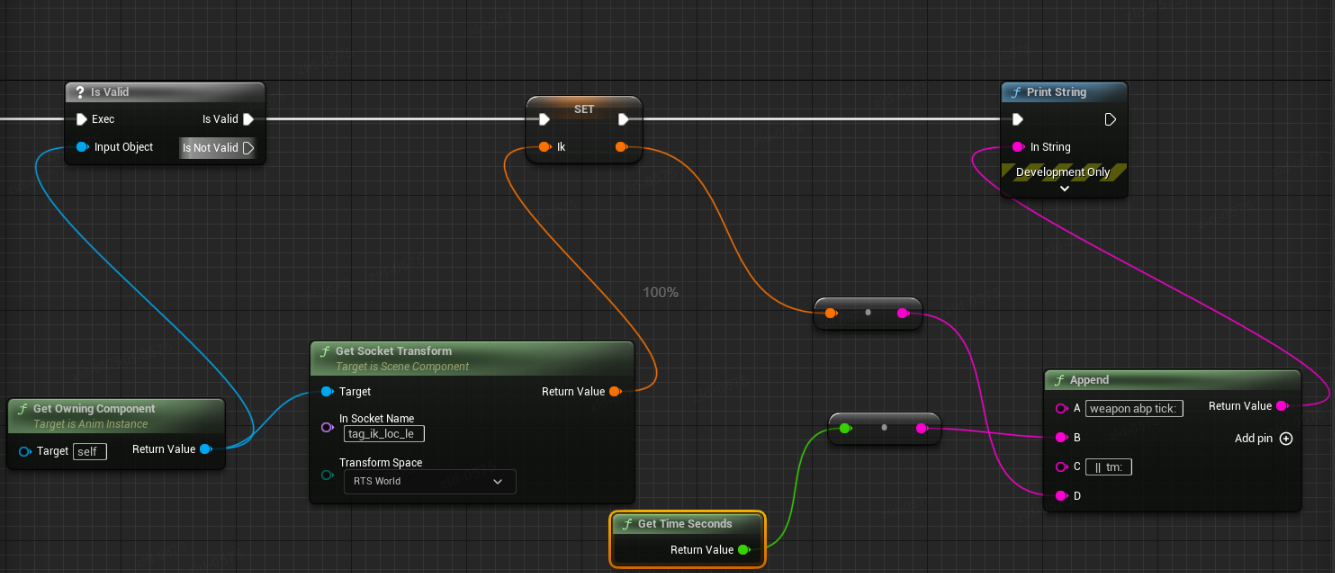 ? Is Valid
Exec
Is Valid
Input Object
Is Not Valid
SET
Ik
f Print String
In String
Development Only
100%
f Get Socket Transform
Target is Scene Component
Target
Return Value
In Socket Name
tag_ik_loc_le
Transform Space
RTS World
f Get Owning Component
Target is Anim Instance
Target
self
Return Value
f Append
A
weapon abp tick:
Return Value
B
Add pin
C
|| tm:
D
f Get Time Seconds
Return Value